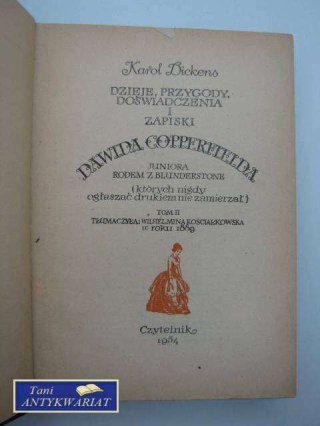 Karol Dickens
DZIEJE, PRZYGODY,
DOŚWIADCZENIA
I
ZAPISKI
DAWIDA COPPERFIELDA
JUNIORA
RODEM Z BLUNDERSTONE
(których nigdy
ogłaszać drukiem nie zamierzał)
TOM II
TŁUMACZYŁA: WILHELMINA KOŚCIAŁKOWSKA
w roku 1889
Czytelnik
1954
Tani
ANTYKWARIAT